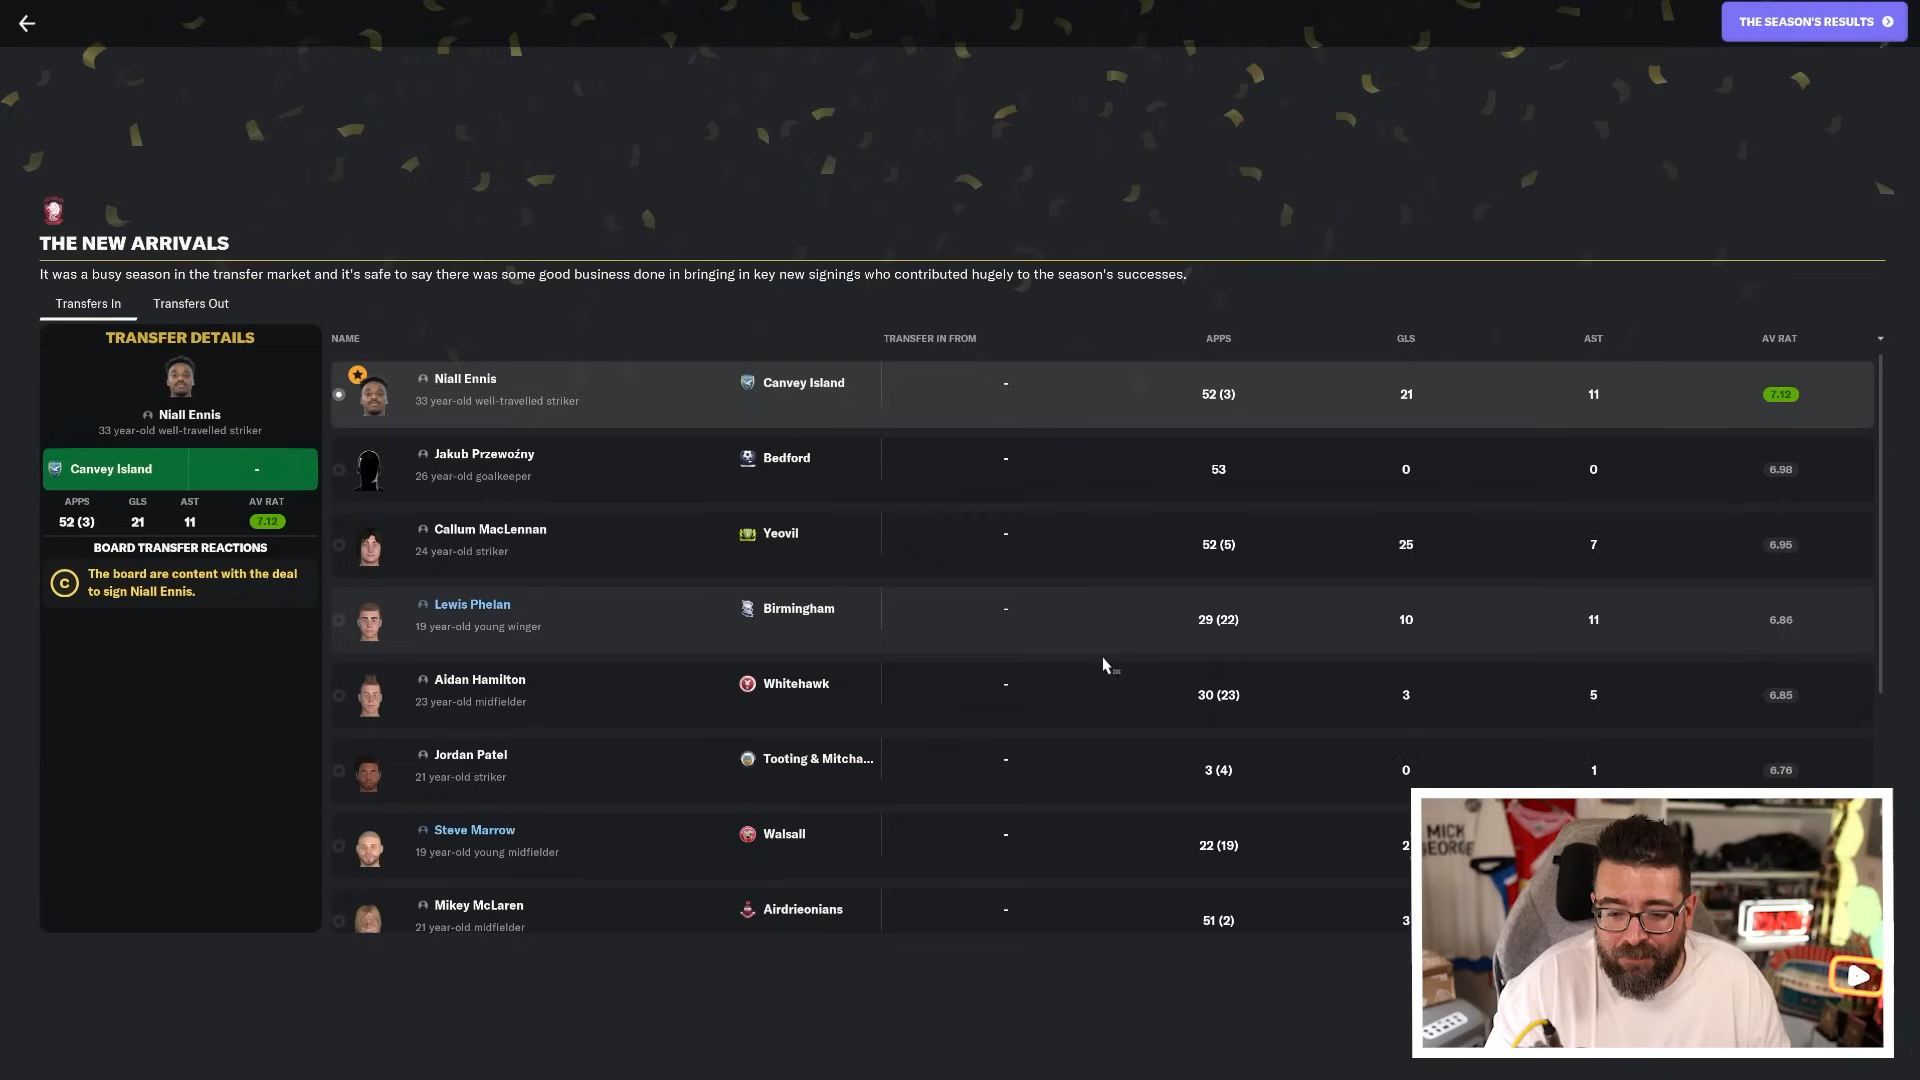 THE SEASON'S RESULTS
THE NEW ARRIVALS
It was a busy season in the transfer market and it's safe to say there was some good business done in bringing in key new signings who contributed hugely to the season's successes.
Transfers In Transfers Out
TRANSFER DETAILS
Niall Ennis
33 year-old well-travelled striker
Canvey Island -
APPS GLS AST AV RAT
52 (3) 21 11 7.12
BOARD TRANSFER REACTIONS
C The board are content with the deal
to sign Niall Ennis.
NAME TRANSFER IN FROM APPS GLS AST AV RAT
Niall Ennis Canvey Island - 52 (3) 21 11 7.12
33 year-old well-travelled striker
Jakub Przewoźny Bedford - 53 0 0 6.98
26 year-old goalkeeper
Callum MacLennan Yeovil - 52 (5) 25 7 6.95
24 year-old striker
Lewis Phelan Birmingham - 29 (22) 10 11 6.86
19 year-old young winger
Aidan Hamilton Whitehawk - 30 (23) 3 5 6.85
23 year-old midfielder
Jordan Patel Tooting & Mitcha... - 3 (4) 0 1 6.76
21 year-old striker
Steve Marrow Walsall - 22 (19) 2
19 year-old young midfielder
Mikey McLaren Airdrieonians - 51 (2) 3
21 year-old midfielder
MICK
GEORGE